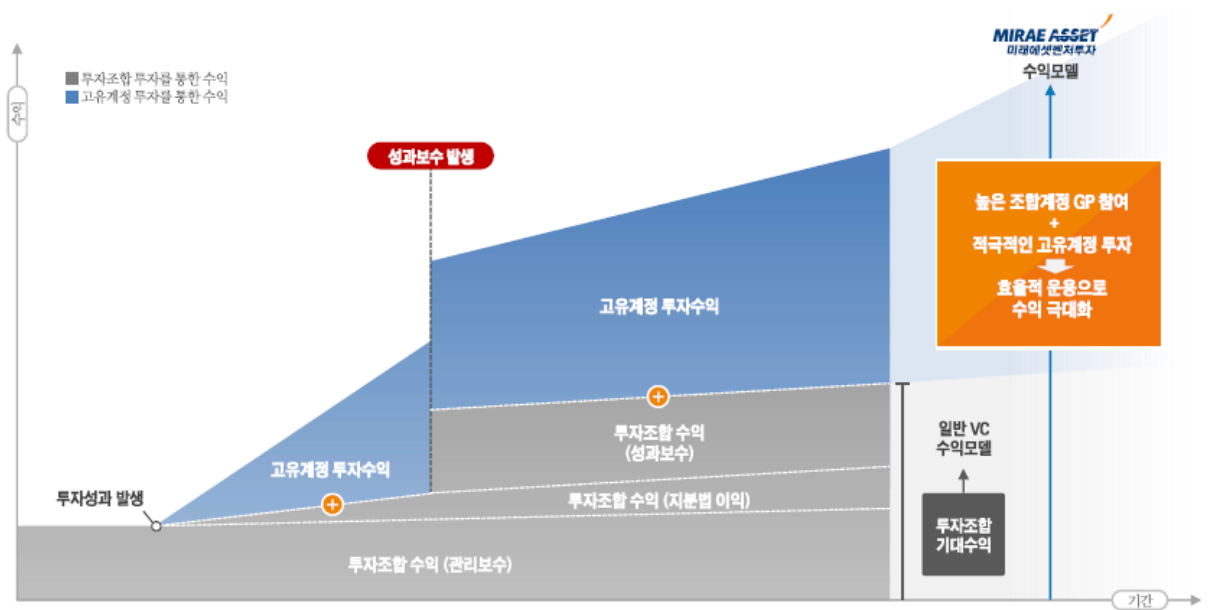 MIRAE ASSET
미래에셋벤처투자
수익모델
투자조합 투자를 통한 수익
고유계정 투자를 통한 수익
수익
성과보수 발생
높은 조합계정 GP 참여
+
적극적인 고유계정 투자
효율적 운용으로
수익 극대화
고유계정 투자수익
+
투자조합 수익
(성과보수)
일반 VC
수익모델
고유계정 투자수익
투자성과 발생
+
투자조합 수익 (지분법 이익)
투자조합
기대수익
투자조합 수익 (관리보수)
기간